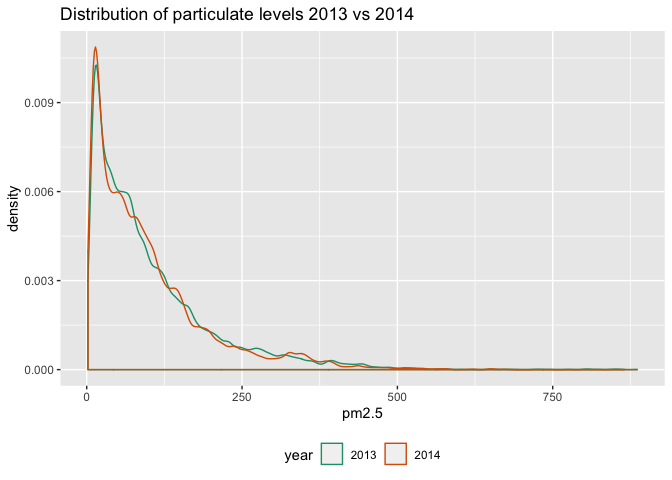 Distribution of particulate levels 2013 vs 2014
0.009
0.006
0.003
0.000
density
0 250 500 750
pm2.5
year 2013 2014